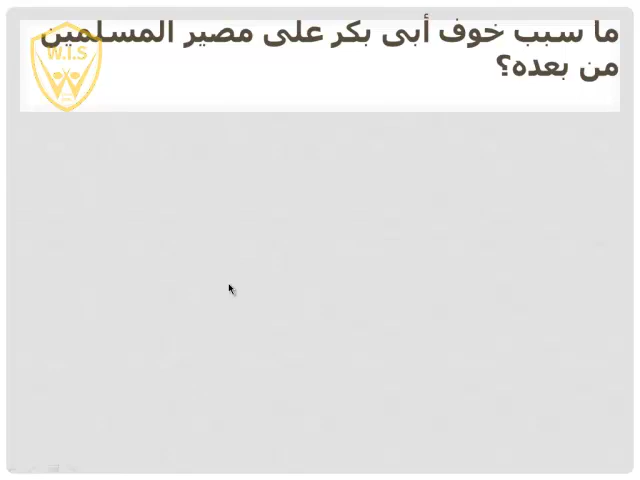 ما سبب خوف أبى بكر على مصير المسلمين
من بعده؟
W.I.S